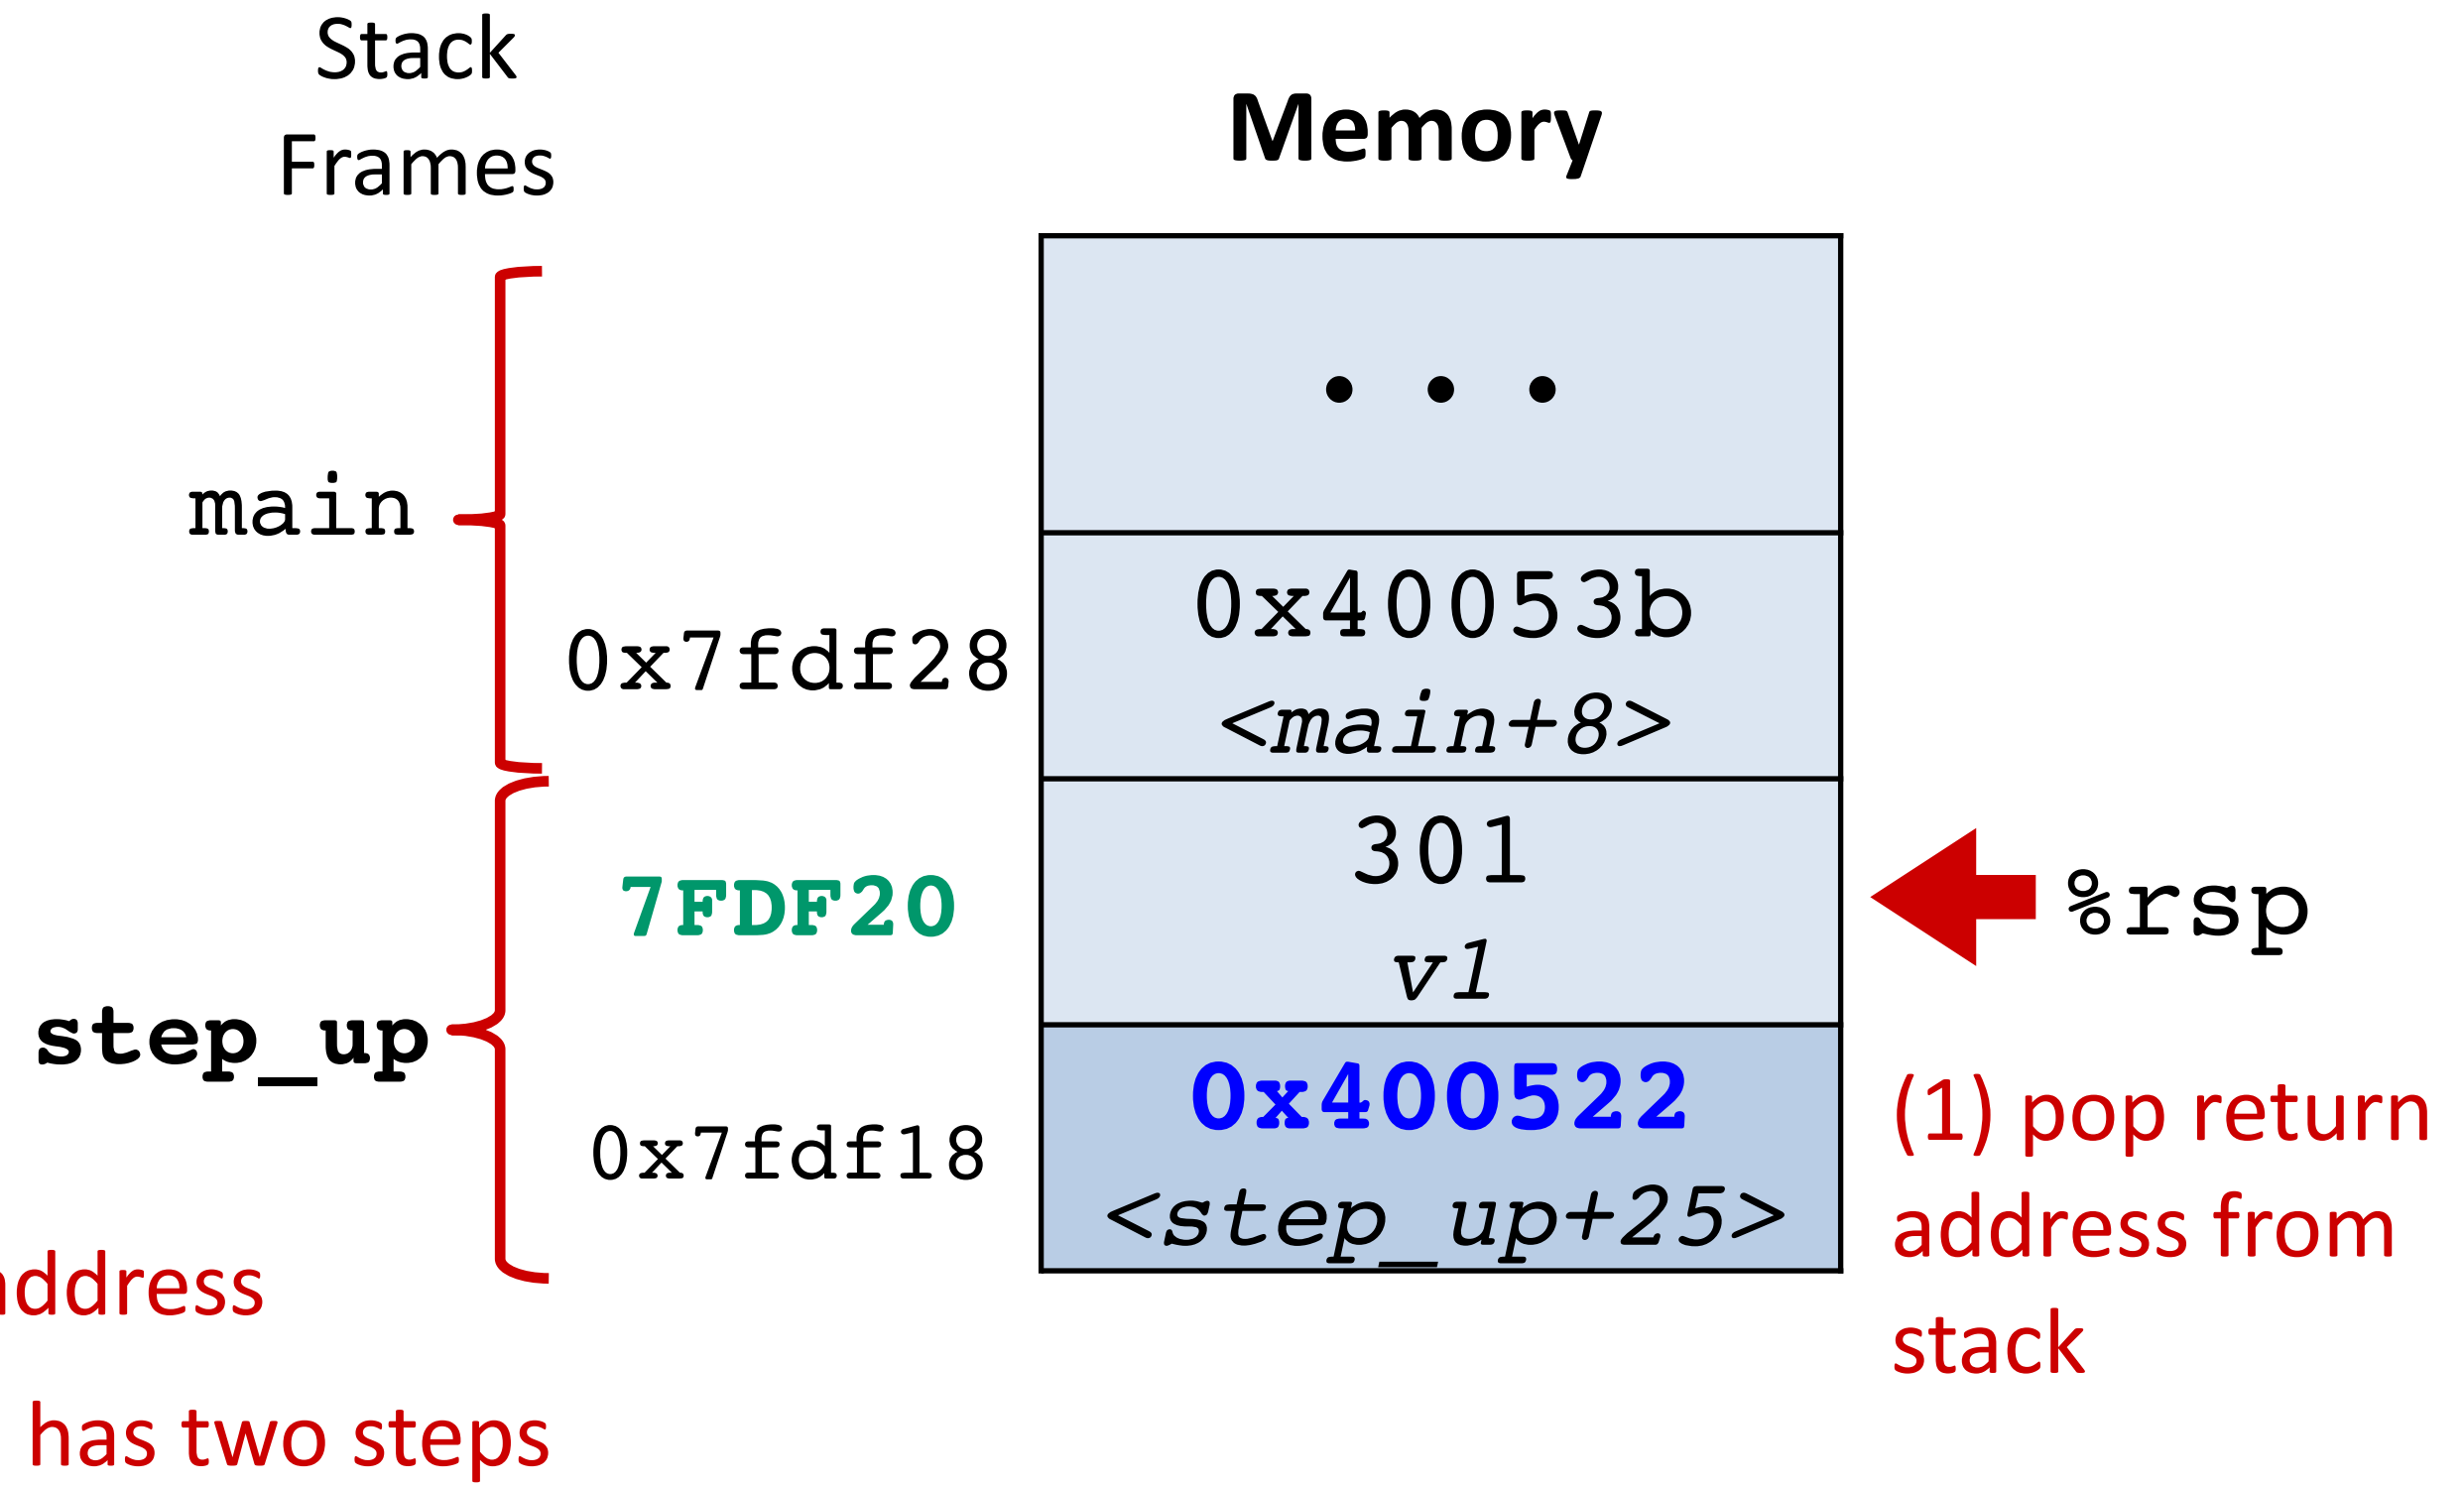 Stack
Frames
Memory
• • •
main
0x7fdf28
0x40053b
<main+8>
7FDF20
301
v1
%rsp
step_up
0x7fdf18
0x400522
<step_up+25>
(1) pop return
address from
stack
ddress
has two steps